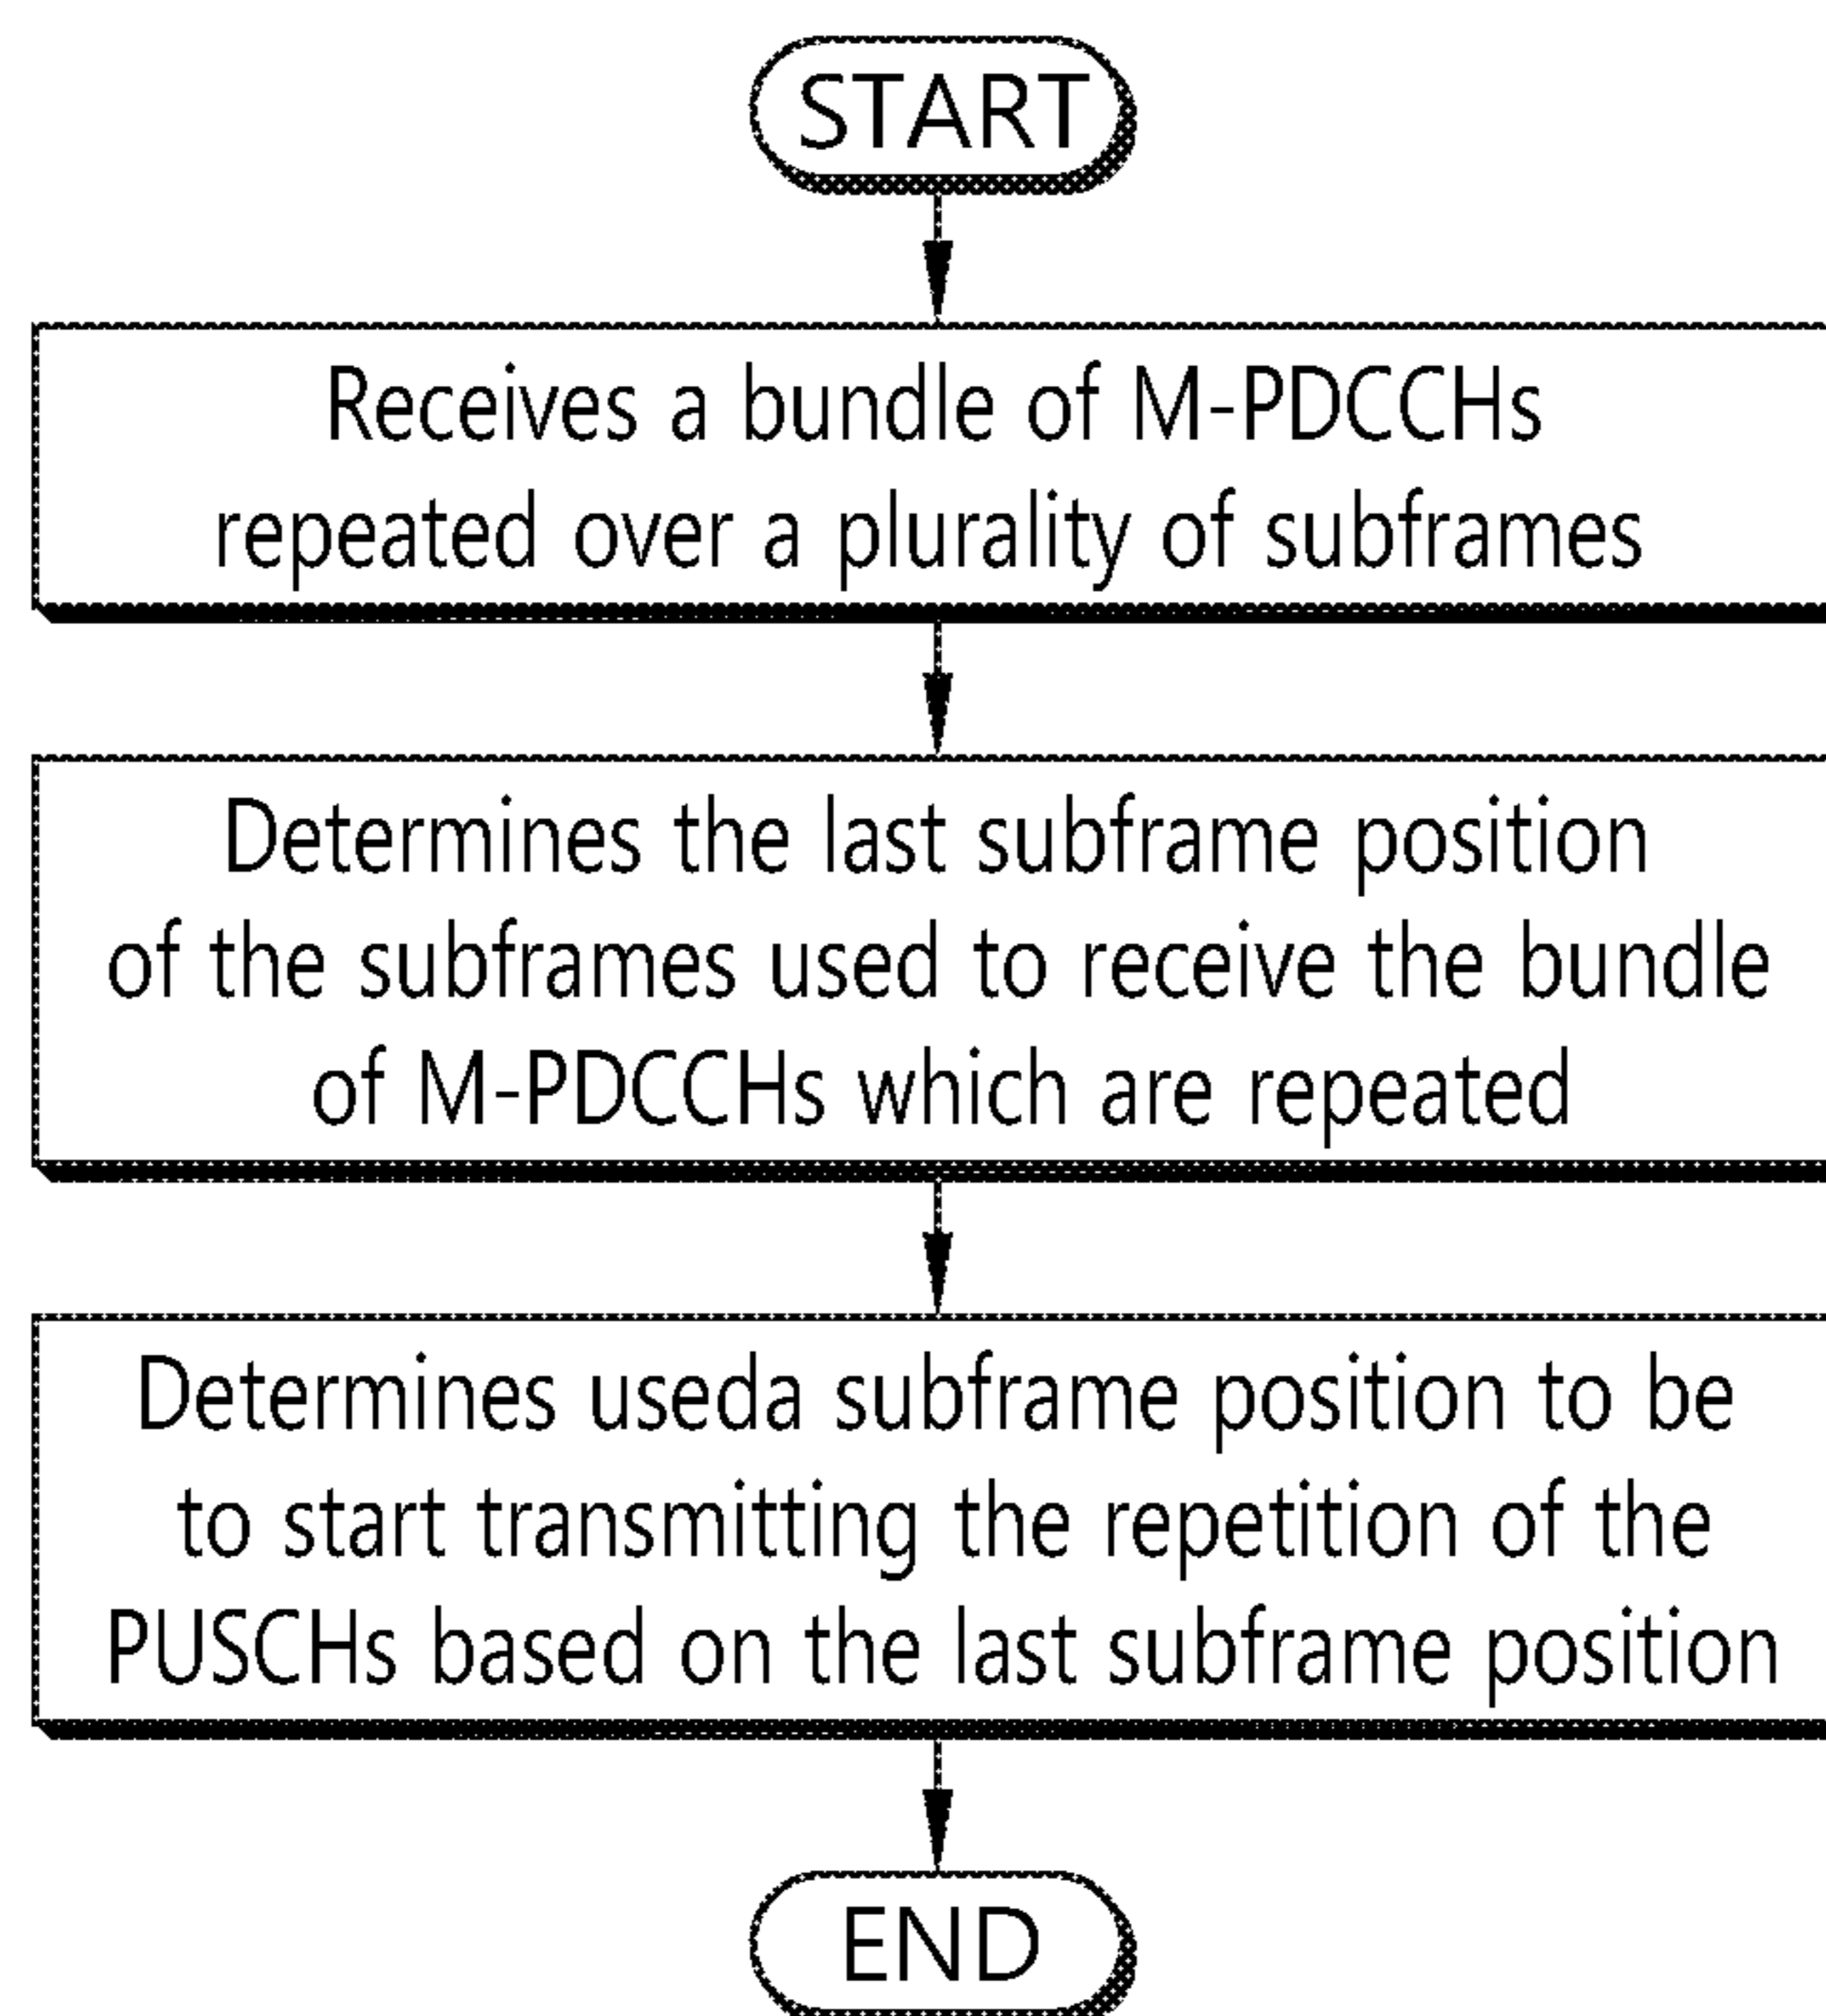 START
Receives a bundle of M-PDCCHs
repeated over a plurality of subframes
Determines the last subframe position
of the subframes used to receive the bundle
of M-PDCCHs which are repeated
Determines useda subframe position to be
to start transmitting the repetition of the
PUSCHs based on the last subframe position
END